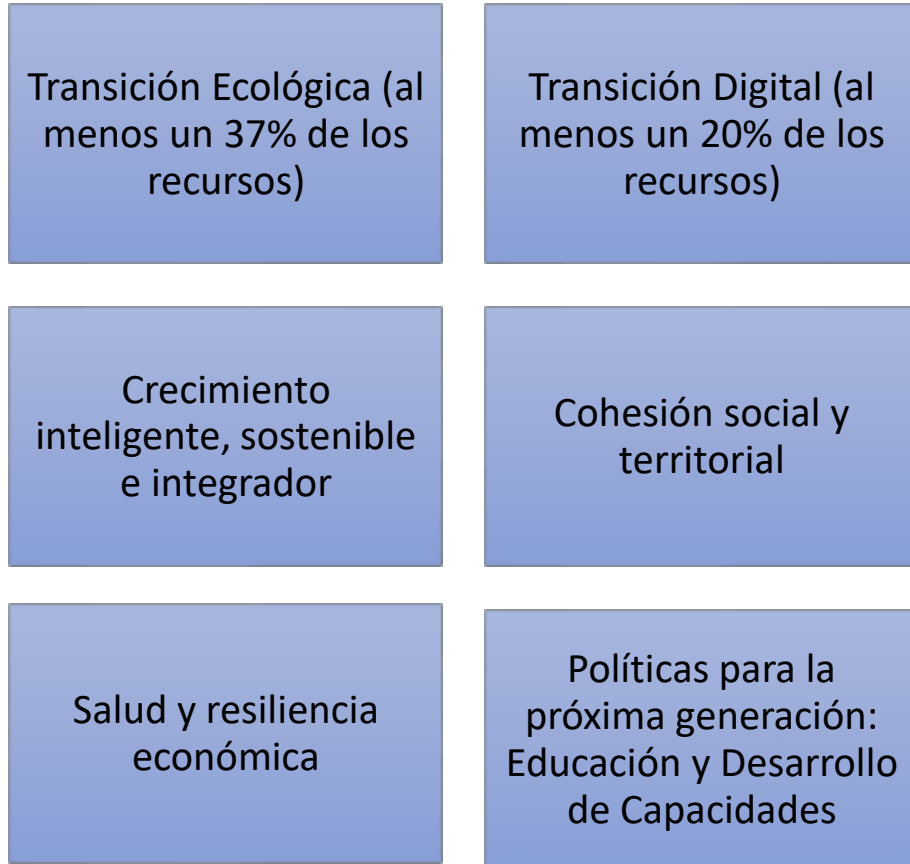 Transición Ecológica (al
menos un 37% de los
recursos)
Transición Digital (al
menos un 20% de los
recursos)
Crecimiento
inteligente, sostenible
e integrador
Cohesión social y
territorial
Salud y resiliencia
económica
Políticas para la
próxima generación:
Educación y Desarrollo
de Capacidades